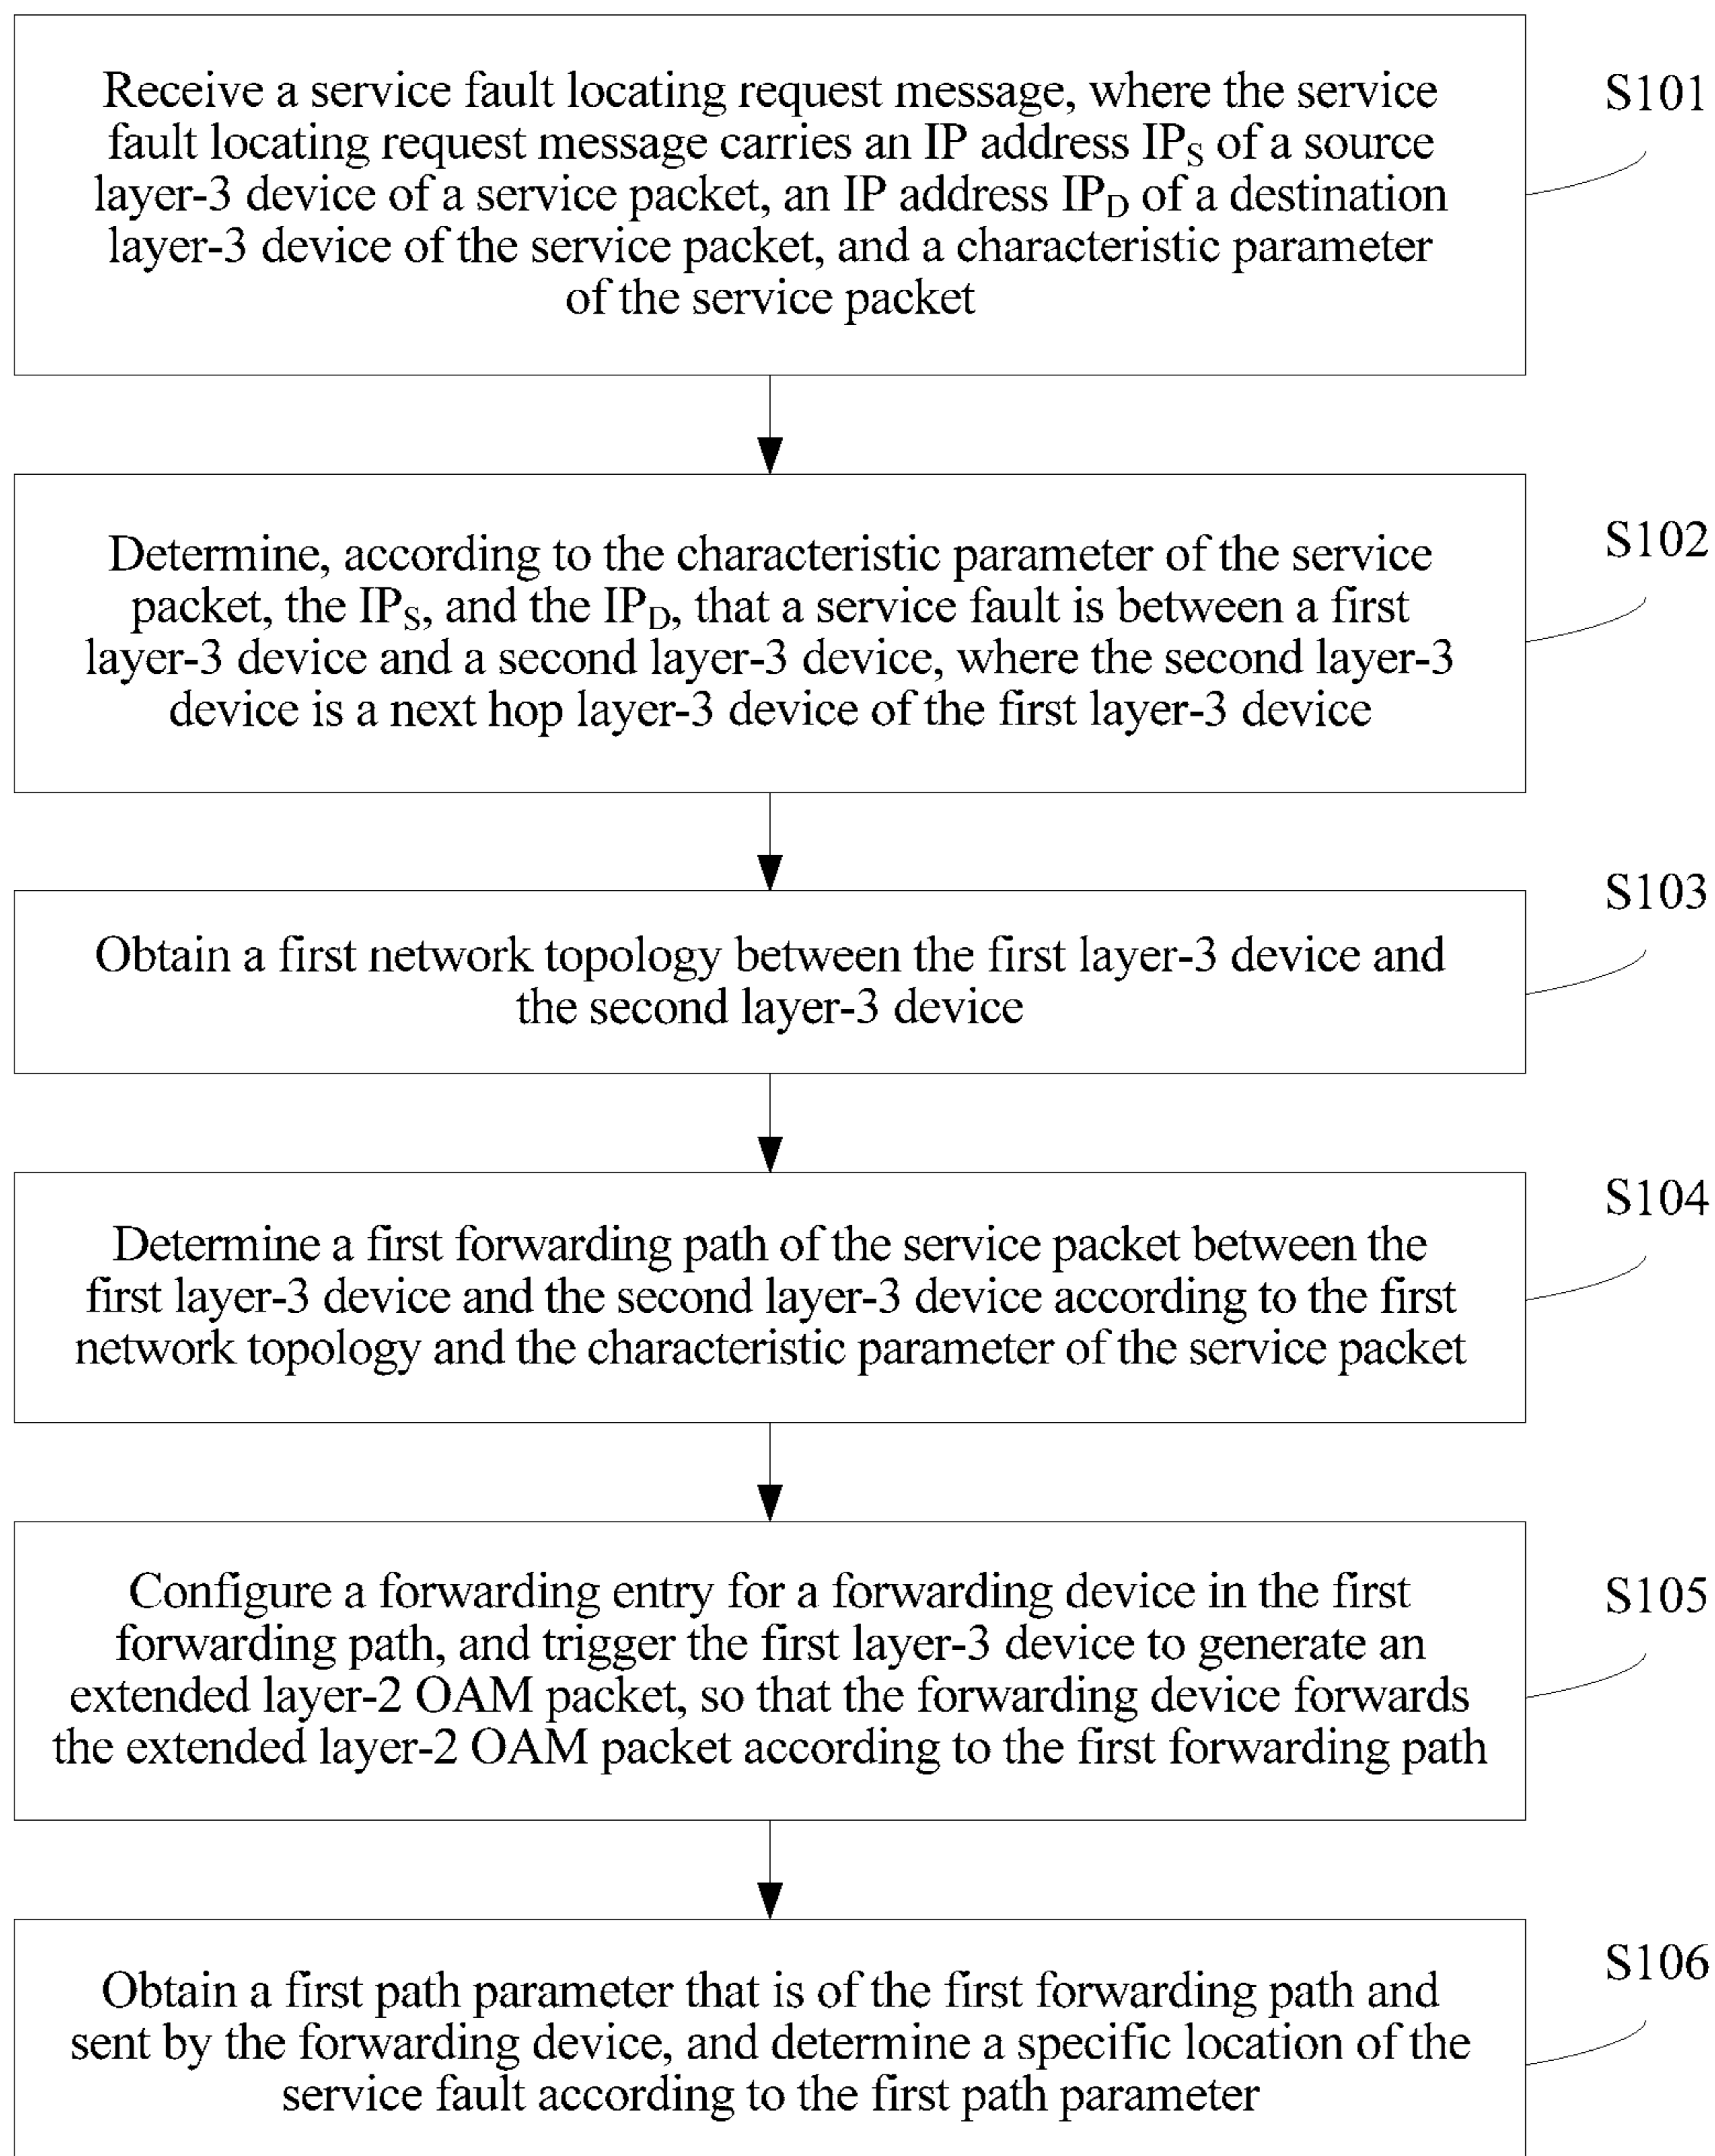 Receive a service fault locating request message, where the service
fault locating request message carries an IP address IPS of a source
layer-3 device of a service packet, an IP address IPD of a destination
layer-3 device of the service packet, and a characteristic parameter
of the service packet
S101
Determine, according to the characteristic parameter of the service
packet, the IPS, and the IPD, that a service fault is between a first
layer-3 device and a second layer-3 device, where the second layer-3
device is a next hop layer-3 device of the first layer-3 device
S102
Obtain a first network topology between the first layer-3 device and
the second layer-3 device
S103
Determine a first forwarding path of the service packet between the
first layer-3 device and the second layer-3 device according to the first
network topology and the characteristic parameter of the service packet
S104
Configure a forwarding entry for a forwarding device in the first
forwarding path, and trigger the first layer-3 device to generate an
extended layer-2 OAM packet, so that the forwarding device forwards
the extended layer-2 OAM packet according to the first forwarding path
S105
Obtain a first path parameter that is of the first forwarding path and
sent by the forwarding device, and determine a specific location of the
service fault according to the first path parameter
S106